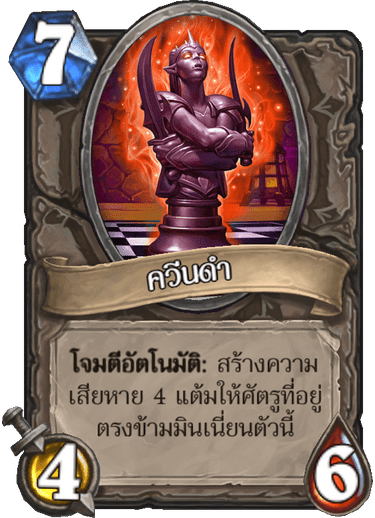 7
ควีนดำ
โจมตีอัตโนมัติ: สร้างความ
เสียหาย 4 แต้มให้ศัตรูที่อยู่
ตรงข้ามมินเนี่ยนตัวนี้
4
6